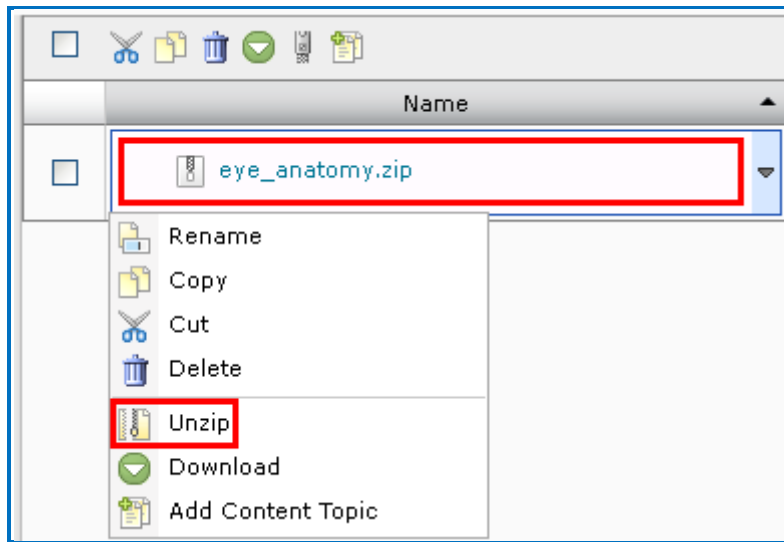 Name
eye_anatomy.zip
Rename
Copy
Cut
Delete
Unzip
Download
Add Content Topic